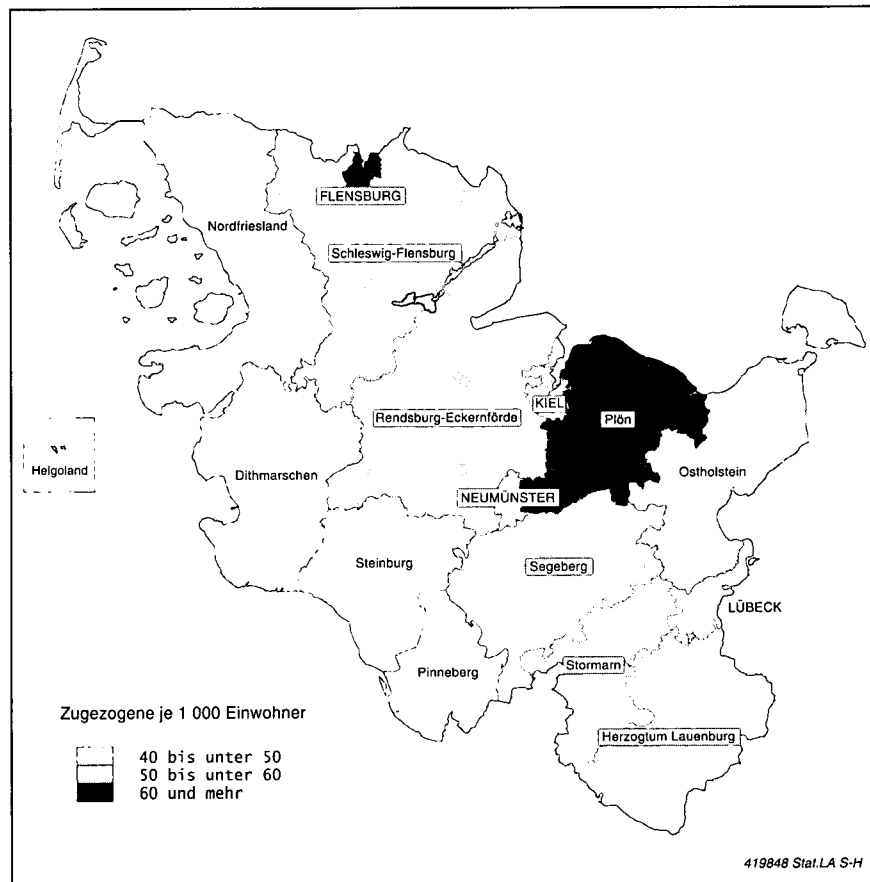 FLENSBURG
Nordfriesland
Schleswig-Flensburg
KIEL
Rendsburg-Eckernförde
Plön
Helgoland
Dithmarschen
Ostholstein
NEUMÜNSTER
Steinburg
Segeberg
LÜBECK
Stormarn
Pinneberg
Zugezogene je 1 000 Einwohner
Herzogtum Lauenburg
40 bis unter 50
50 bis unter 60
60 und mehr
419848 Stat.LA S-H